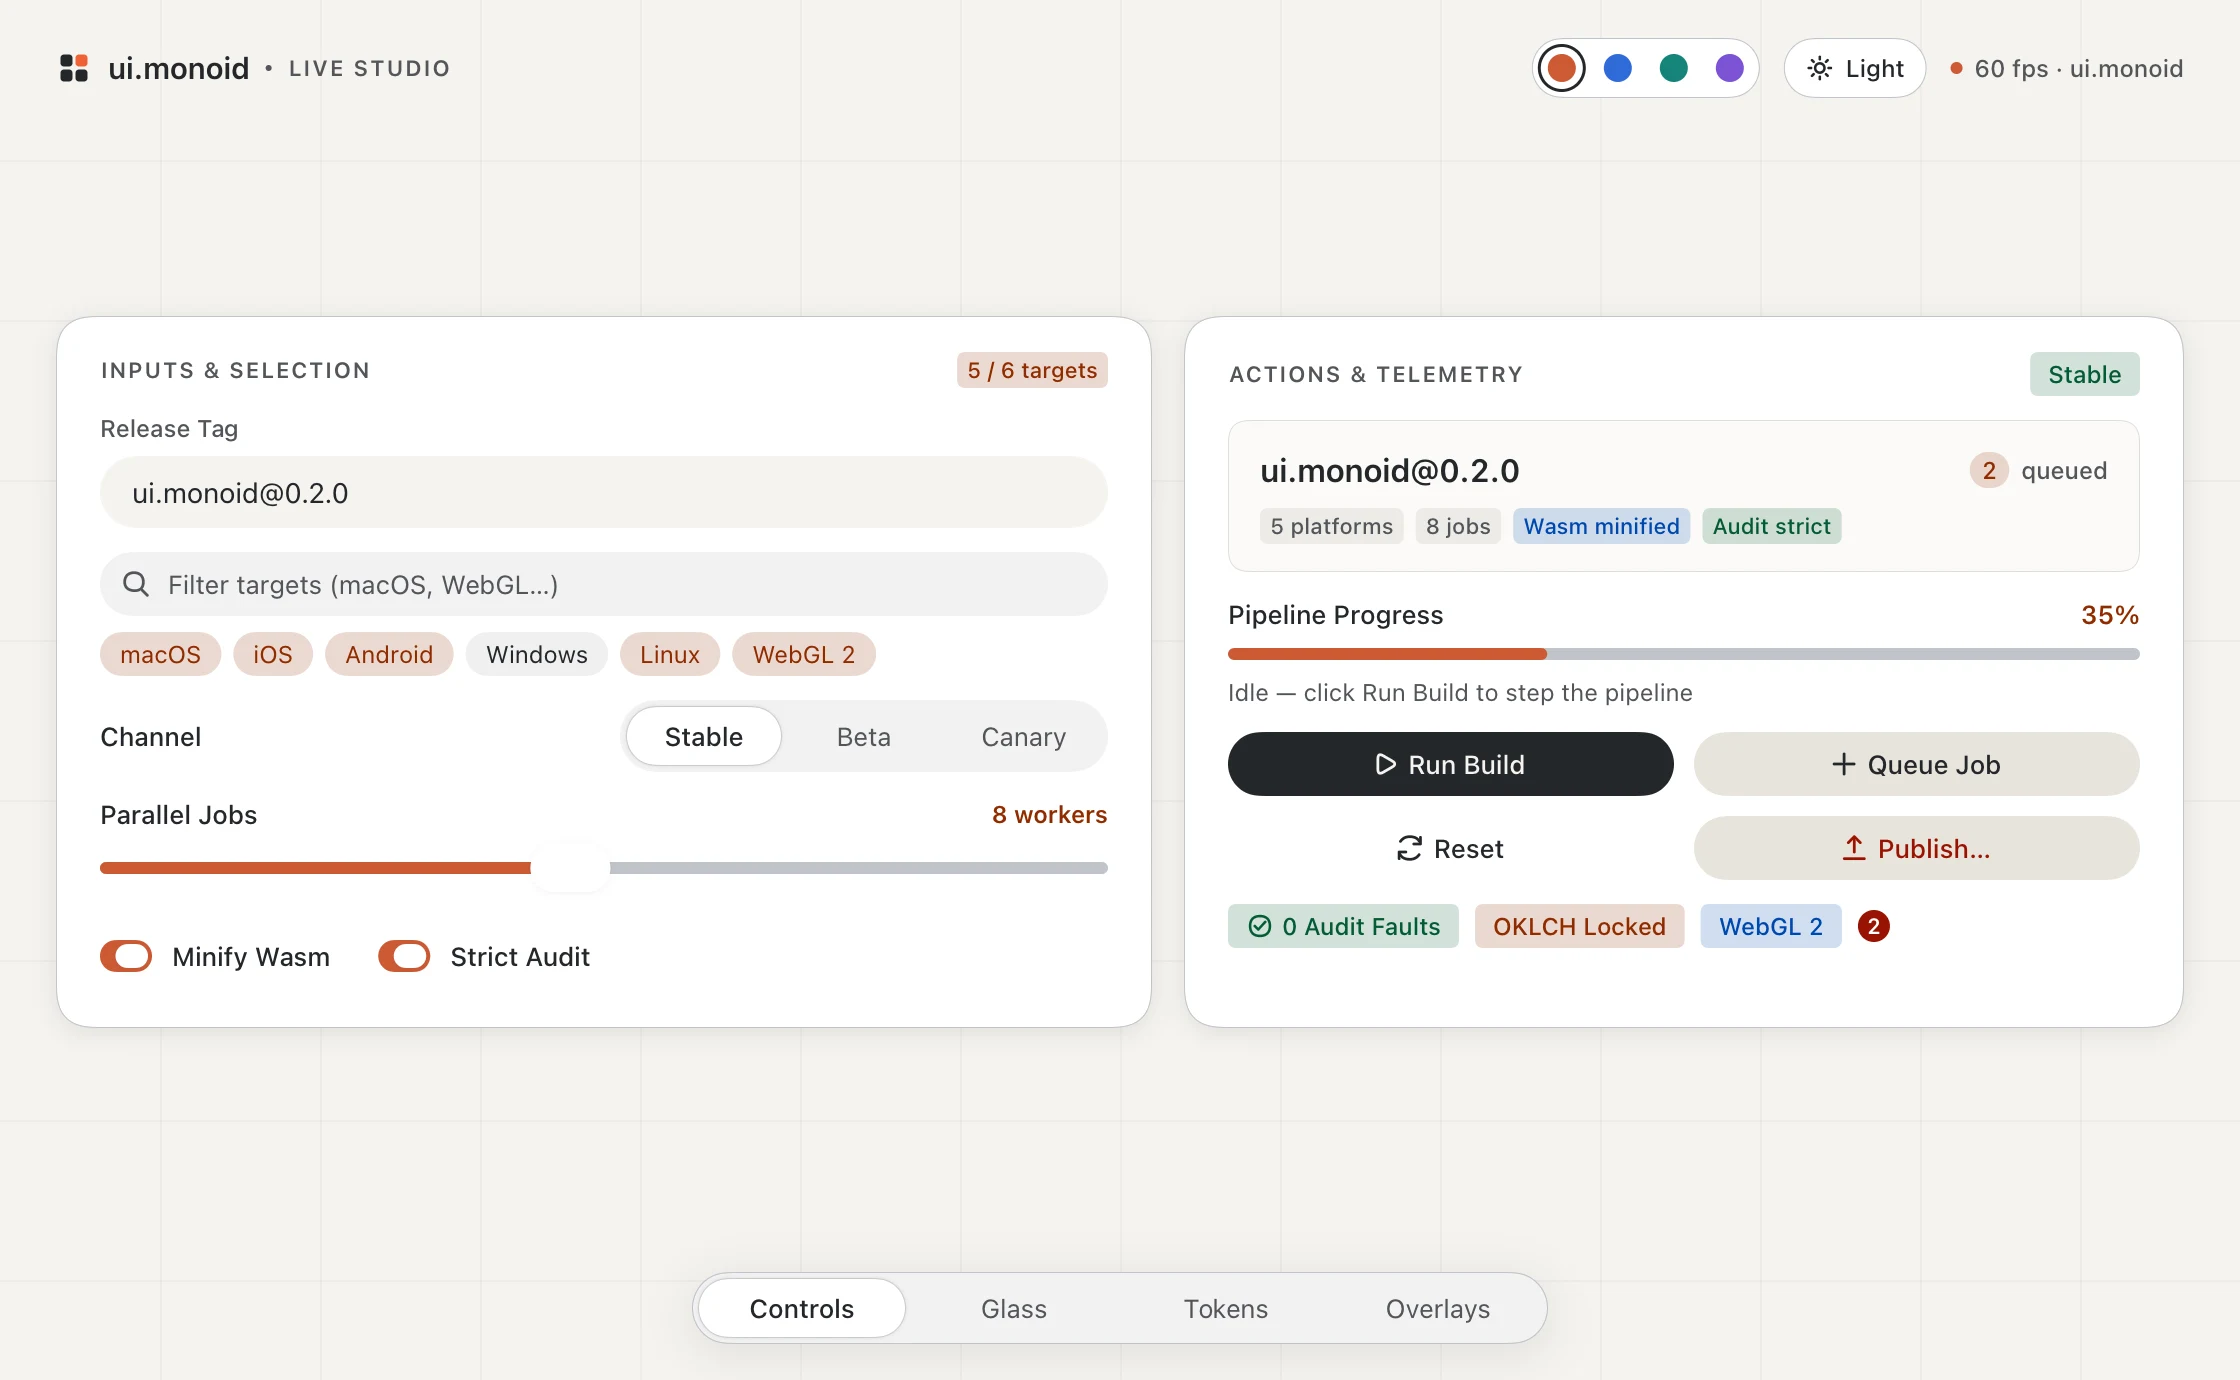 ui.monoid • LIVE STUDIO
Light
60 fps · ui.monoid
INPUTS & SELECTION
5 / 6 targets
Release Tag
ui.monoid@0.2.0
Filter targets (macOS, WebGL...)
macOS iOS Android Windows Linux WebGL 2
Channel
Stable Beta Canary
Parallel Jobs
8 workers
Minify Wasm
Strict Audit
ACTIONS & TELEMETRY
Stable
ui.monoid@0.2.0
2 queued
5 platforms 8 jobs Wasm minified Audit strict
Pipeline Progress
35%
Idle — click Run Build to step the pipeline
Run Build
Queue Job
Reset
Publish...
0 Audit Faults OKLCH Locked WebGL 2 2
Controls Glass Tokens Overlays